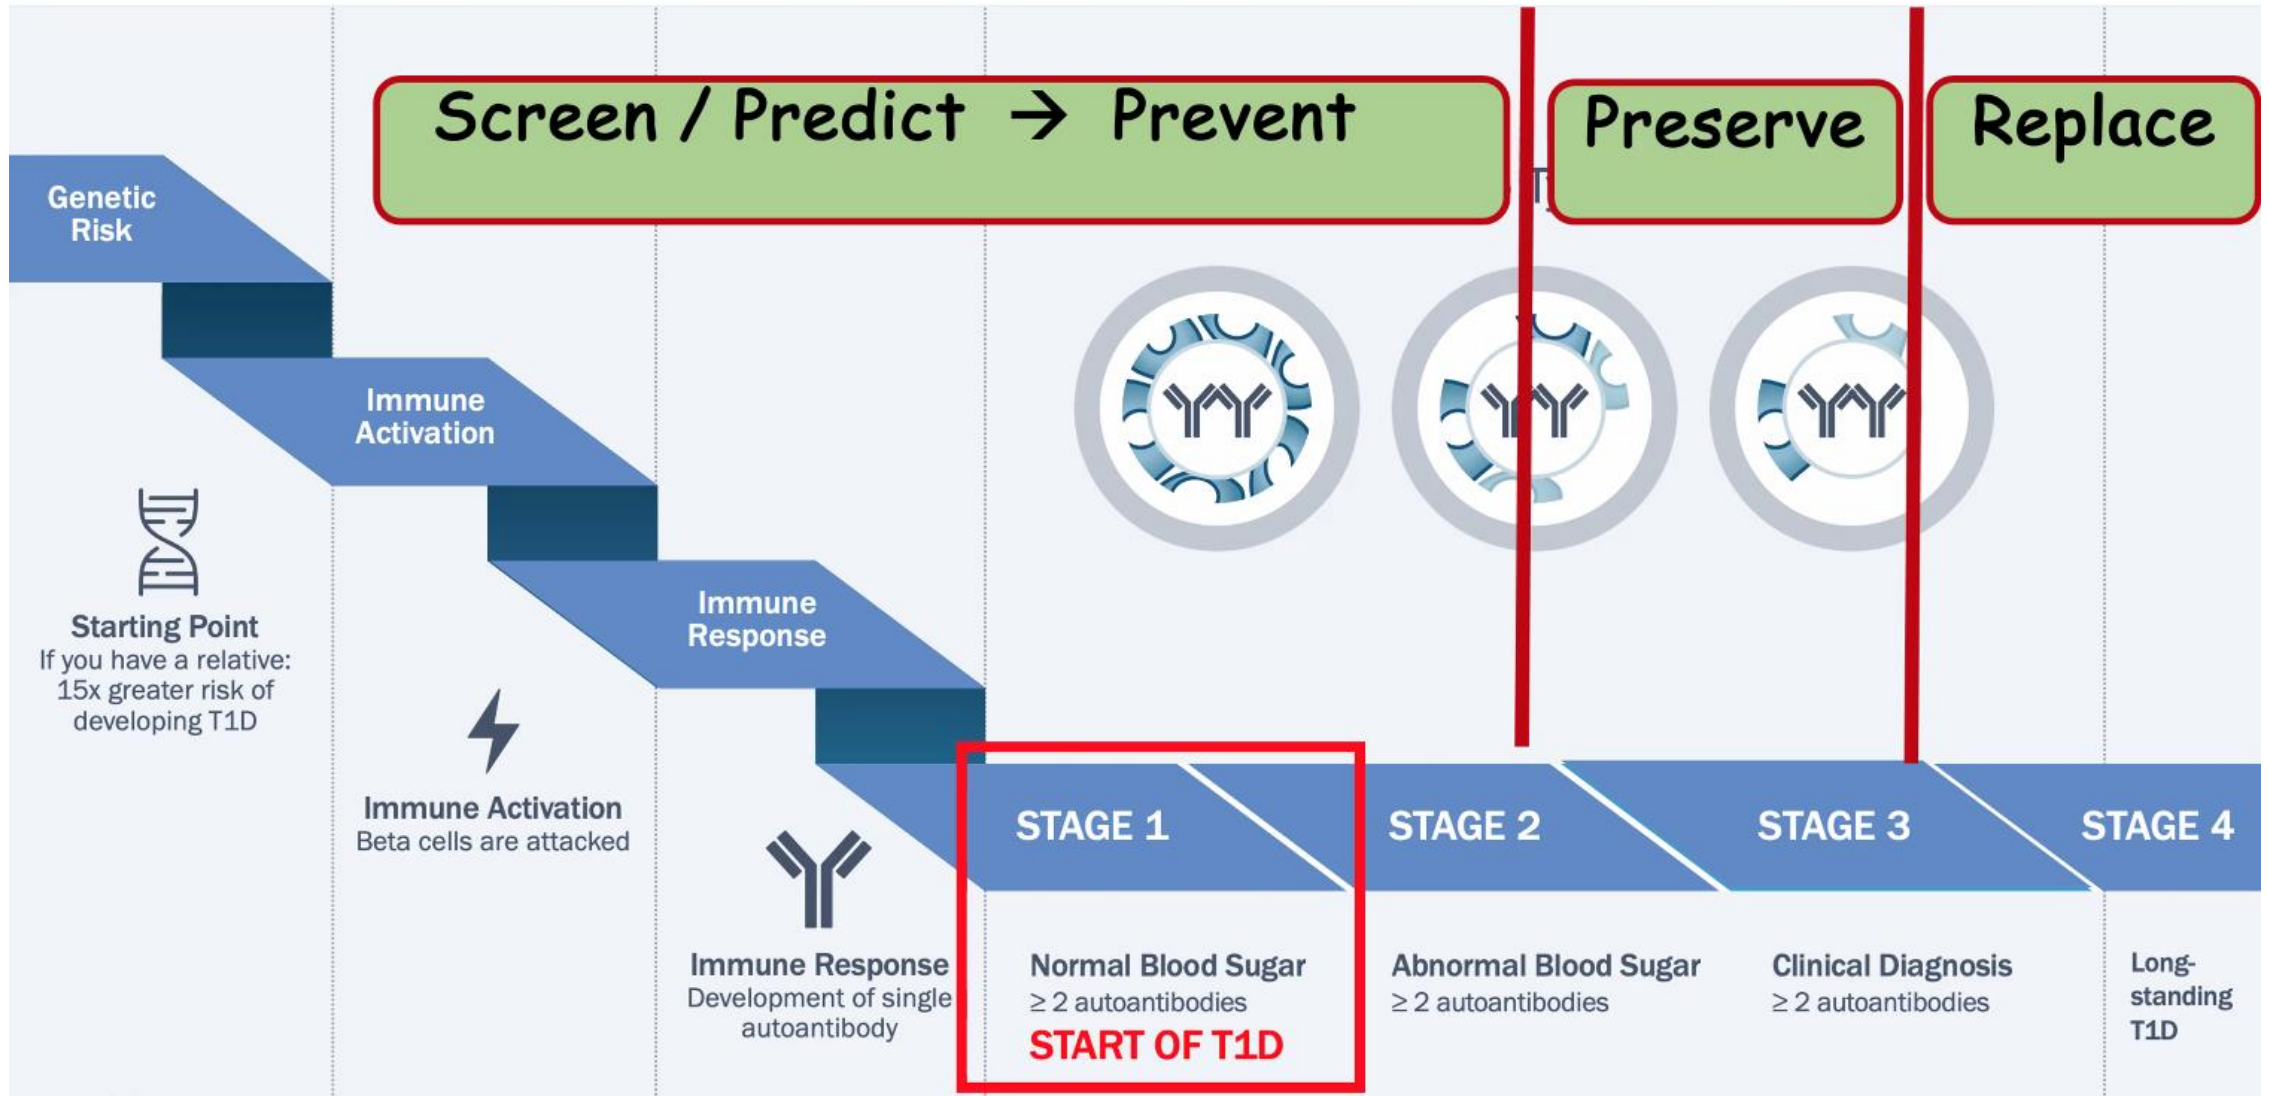 Screen / Predict → Prevent
Preserve
Replace
Genetic
Risk
Immune
Activation
Immune
Response
Starting Point
If you have a relative:
15x greater risk of
developing T1D
Immune Activation
Beta cells are attacked
Immune Response
Development of single
autoantibody
STAGE 1
STAGE 2
STAGE 3
STAGE 4
Normal Blood Sugar
≥ 2 autoantibodies
START OF T1D
Abnormal Blood Sugar
≥ 2 autoantibodies
Clinical Diagnosis
≥ 2 autoantibodies
Long-
standing
T1D